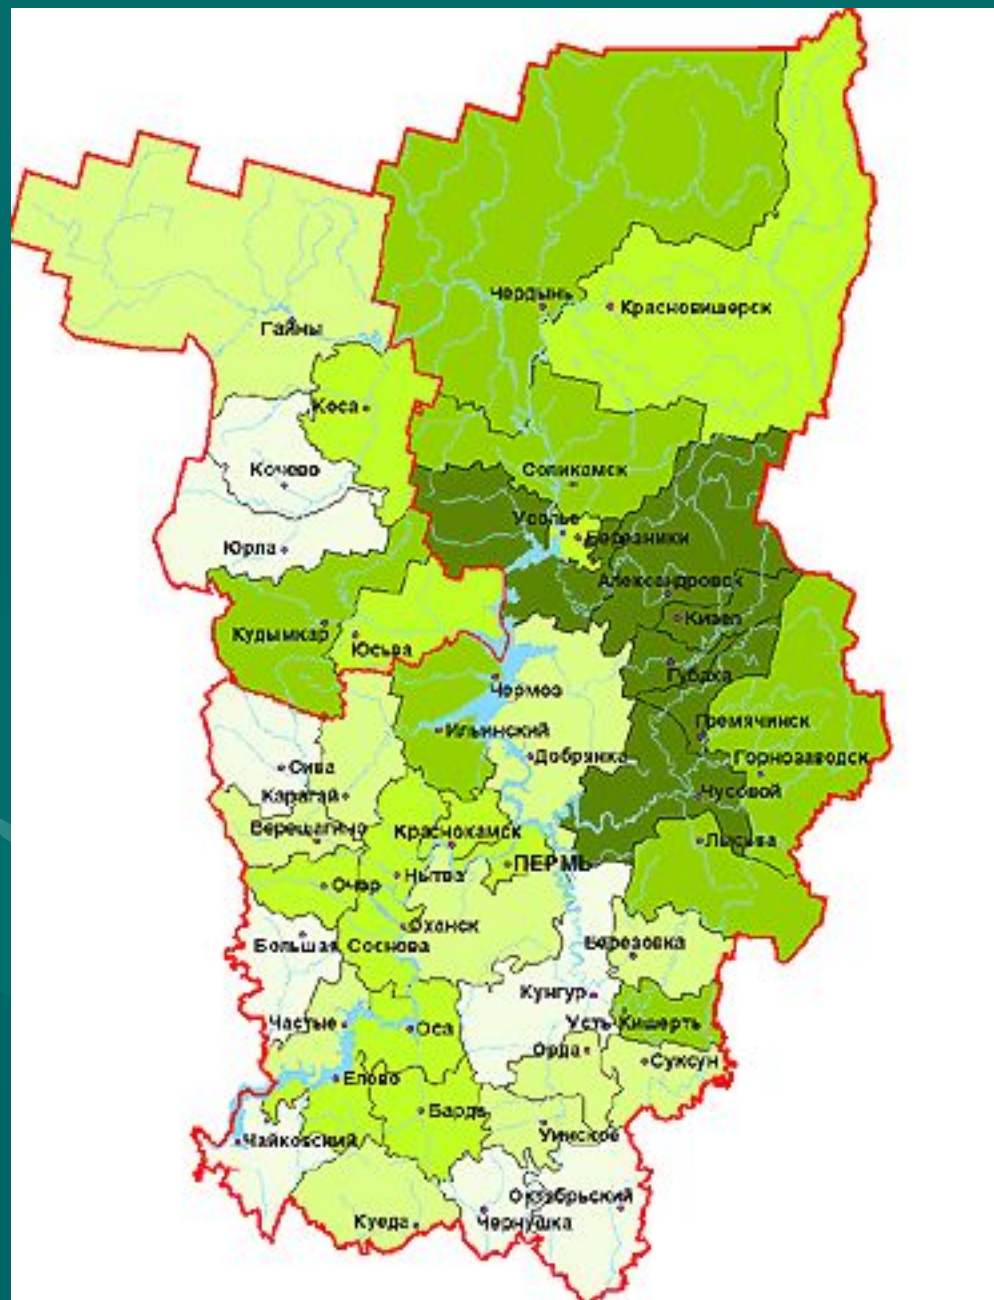 Чердынь
Красновишерск
Гайны
Коса
Кочево
Соликамск
Усолье
Березники
Юрла
Александровск
Кизел
Кудымкар
Юсьва
Губаха
Чермоз
Гремячинск
Ильинский
Добрянка
Горнозаводск
Сива
Карагай
Чусовой
Верещагино
Краснокамск
Лысьва
ПЕРМЬ
Нытва
Очер
Оханск
Большая Соснова
Березовка
Кунгур
Частые
Оса
Усть-Кишерть
Орда
Суксун
Елово
Барда
Уинское
Чайковский
Октябрьский
Куеда
Чернушка